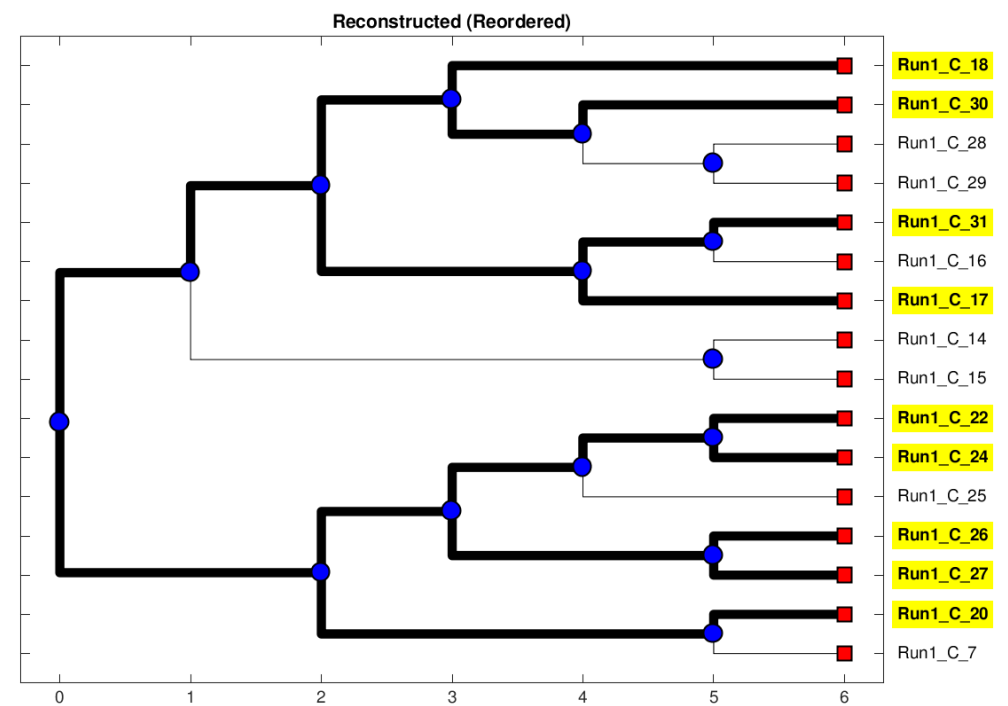 Reconstructed (Reordered)
Run1_C_18
Run1_C_30
Run1_C_28
Run1_C_29
Run1_C_31
Run1_C_16
Run1_C_17
Run1_C_14
Run1_C_15
Run1_C_22
Run1_C_24
Run1_C_25
Run1_C_26
Run1_C_27
Run1_C_20
Run1_C_7
0 1 2 3 4 5 6